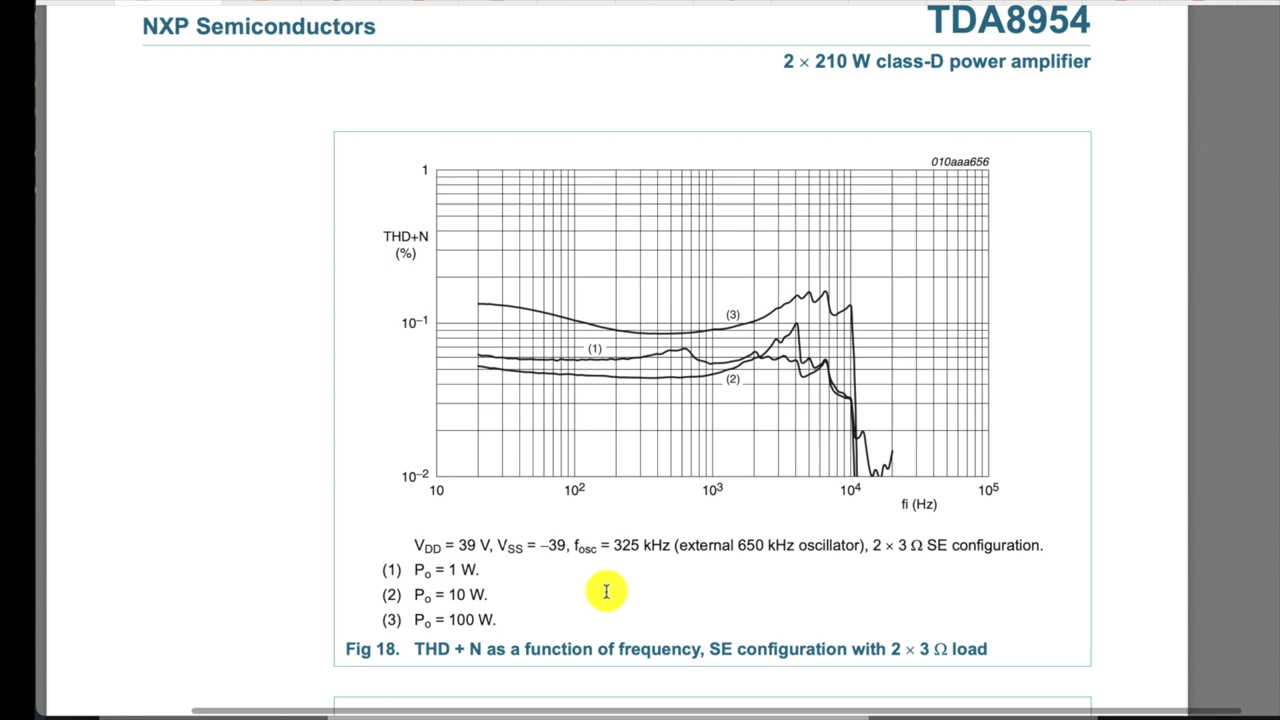 NXP Semiconductors
TDA8954
2 × 210 W class-D power amplifier
010aaa656
1
THD+N
(%)
(3)
10⁻¹
(1)
(2)
10⁻²
10 10² 10³ 10⁴ 10⁵
fi (Hz)
V_DD = 39 V, V_SS = −39, f_osc = 325 kHz (external 650 kHz oscillator), 2 × 3 Ω SE configuration.
(1) P_o = 1 W.
(2) P_o = 10 W.
(3) P_o = 100 W.
Fig 18. THD + N as a function of frequency, SE configuration with 2 × 3 Ω load